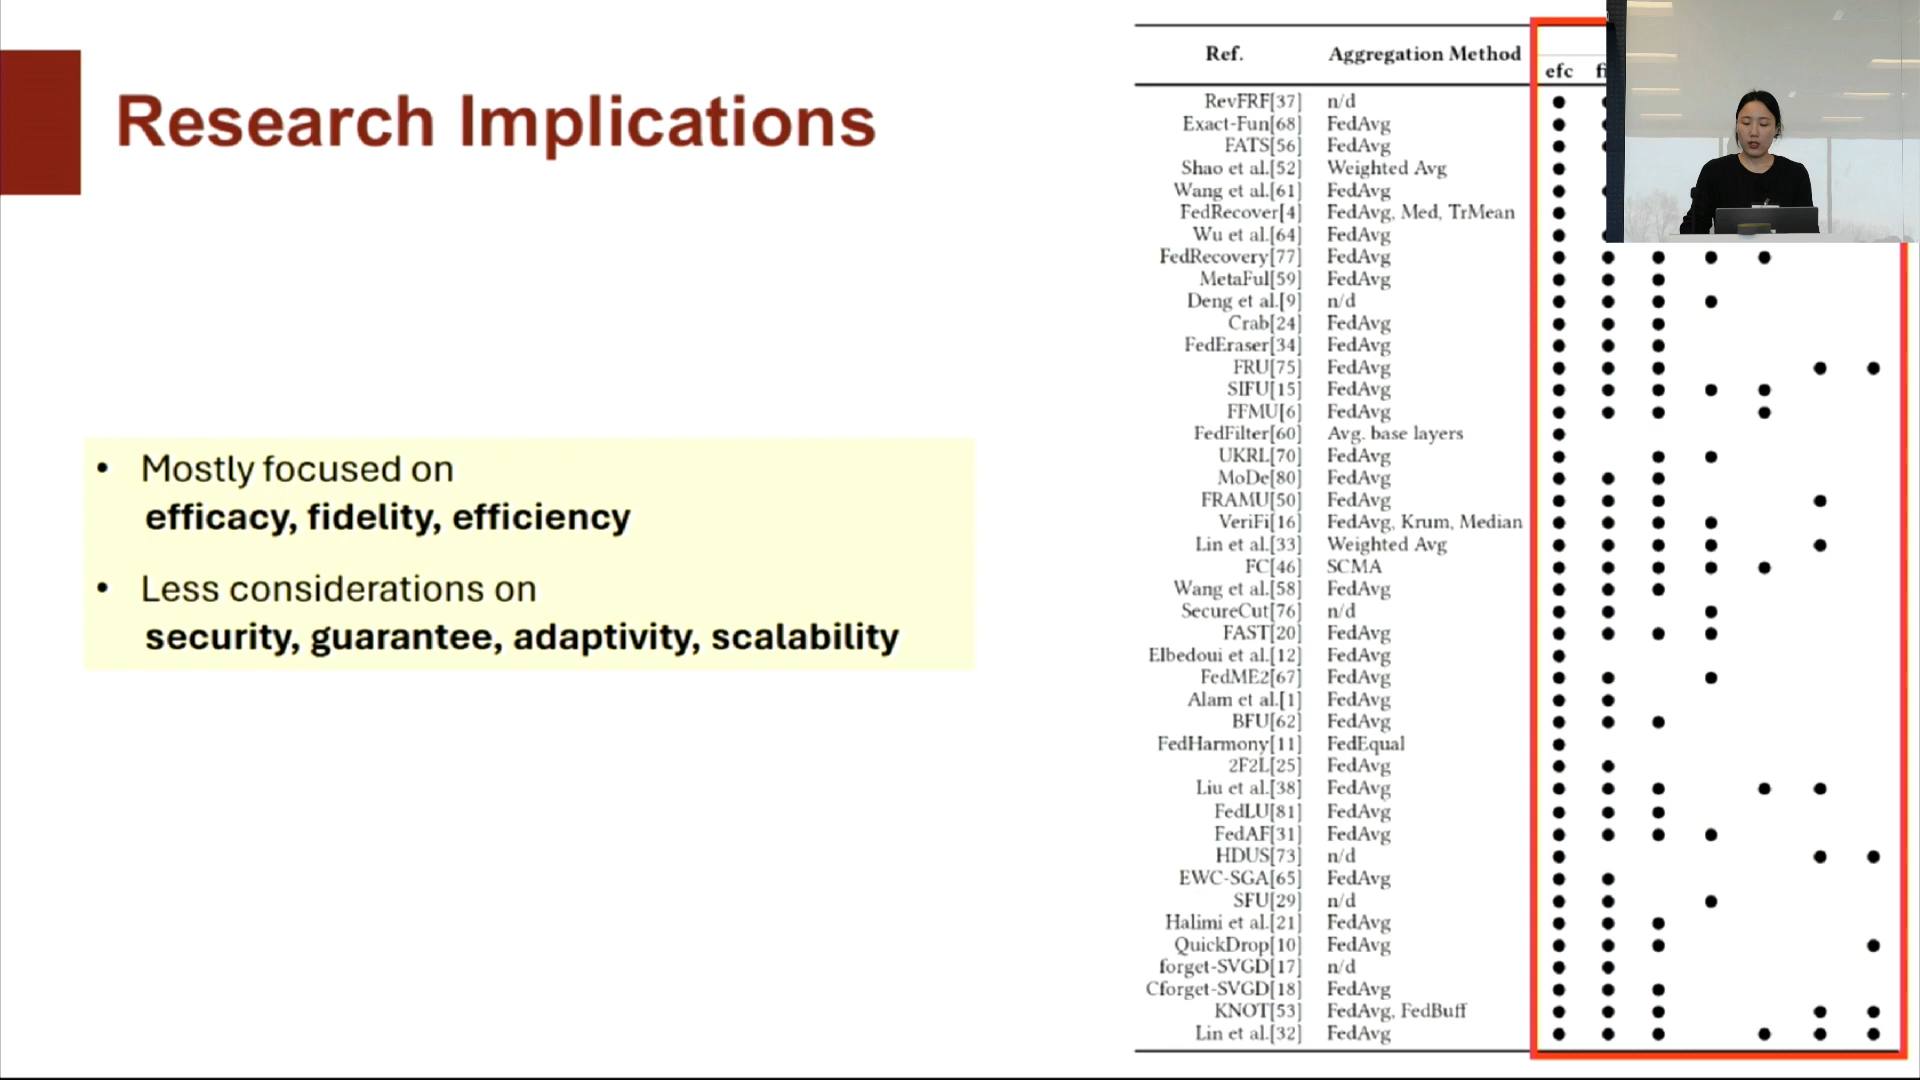 Research Implications
• Mostly focused on
efficacy, fidelity, efficiency
• Less considerations on
security, guarantee, adaptivity, scalability
Ref. Aggregation Method
efc
RevFRF[37] n/d
Exact-Fun[68] FedAvg
FATS[56] FedAvg
Shao et al.[52] Weighted Avg
Wang et al.[61] FedAvg
FedRecover[4] FedAvg, Med, TrMean
Wu et al.[64] FedAvg
FedRecovery[77] FedAvg
MetaFul[59] FedAvg
Deng et al.[9] n/d
Crab[24] FedAvg
FedEraser[34] FedAvg
FRU[75] FedAvg
SIFU[15] FedAvg
FFMU[6] FedAvg
FedFilter[60] Avg. base layers
UKRL[70] FedAvg
MoDe[80] FedAvg
FRAMU[50] FedAvg
VeriFi[16] FedAvg, Krum, Median
Lin et al.[33] Weighted Avg
FC[46] SCMA
Wang et al.[58] FedAvg
SecureCut[76] n/d
FAST[20] FedAvg
Elbedoui et al.[12] FedAvg
FedME2[67] FedAvg
Alam et al.[1] FedAvg
BFU[62] FedAvg
FedHarmony[11] FedEqual
2F2L[25] FedAvg
Liu et al.[38] FedAvg
FedLU[81] FedAvg
FedAF[31] FedAvg
HDUS[73] n/d
EWC-SGA[65] FedAvg
SFU[29] n/d
Halimi et al.[21] FedAvg
QuickDrop[10] FedAvg
forget-SVGD[17] n/d
Cforget-SVGD[18] FedAvg
KNOT[53] FedAvg, FedBuff
Lin et al.[32] FedAvg